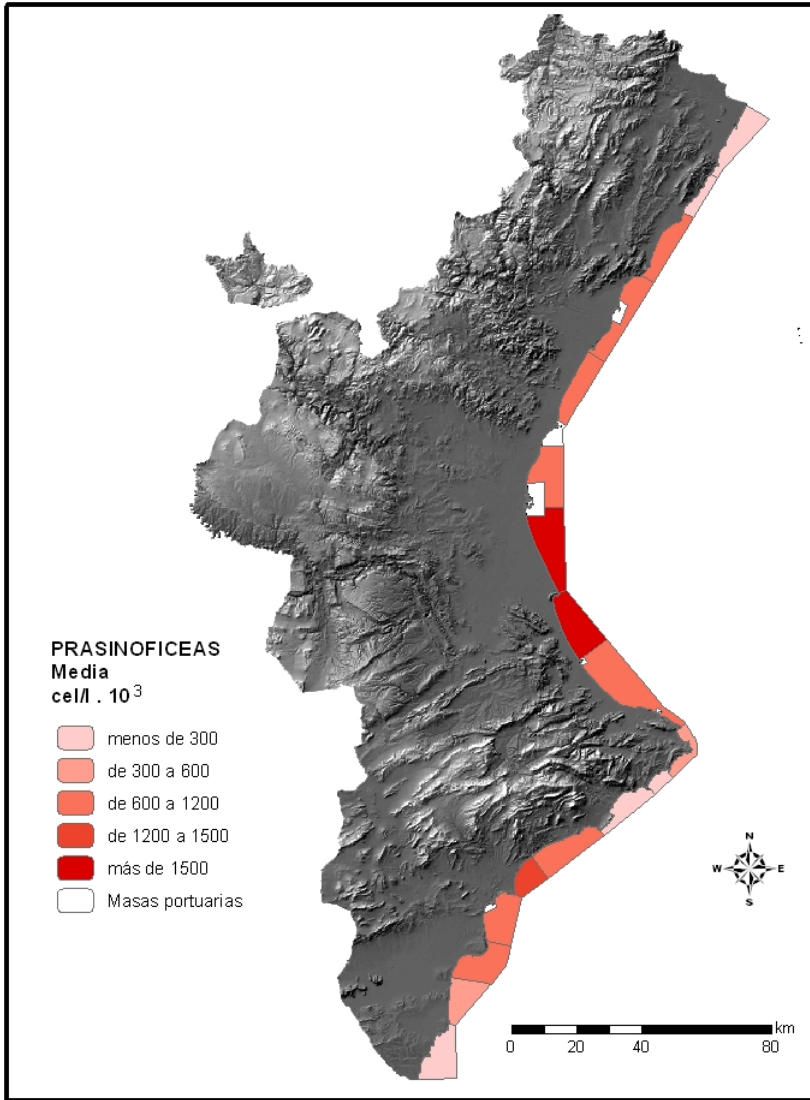 PRASINOFICEAS
Media
cel/l . 10³
menos de 300
de 300 a 600
de 600 a 1200
de 1200 a 1500
más de 1500
Masas portuarias
N
W E
S
km
0 20 40 80